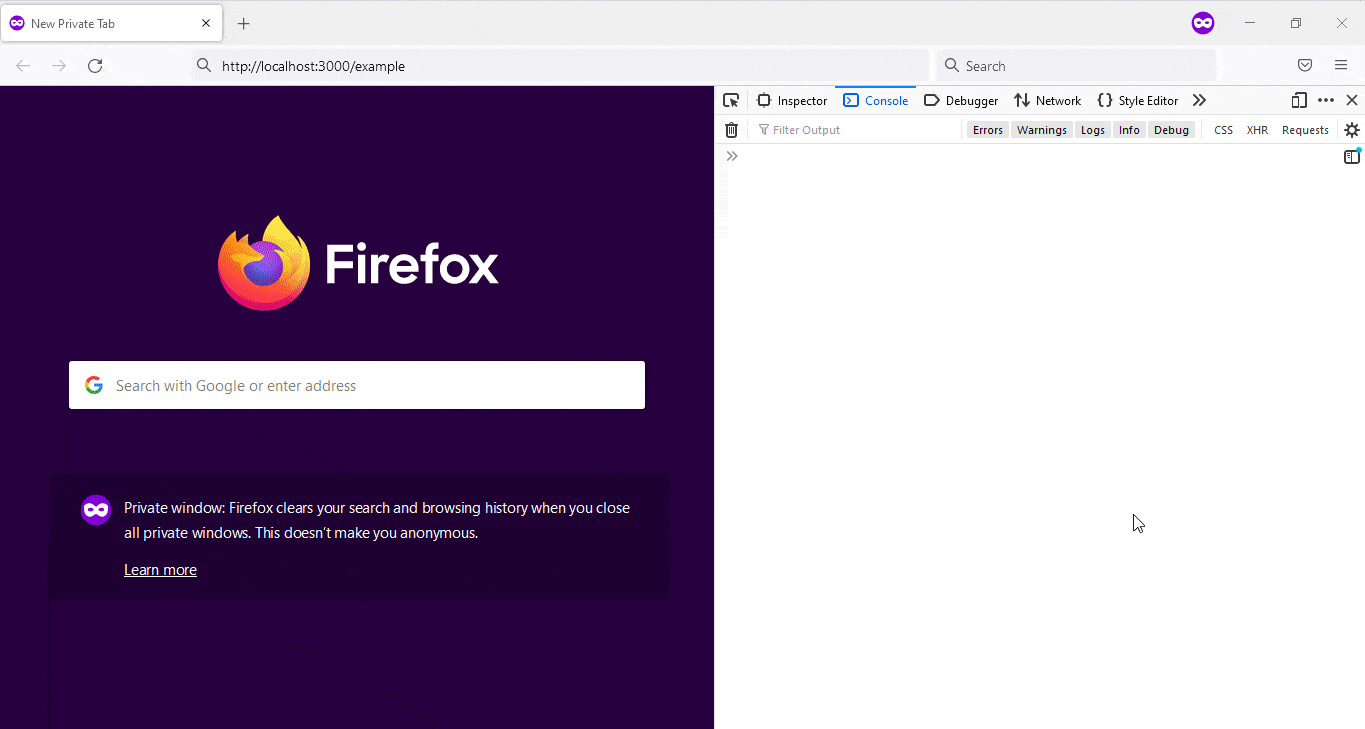 New Private Tab
http://localhost:3000/example
Search
Inspector Console Debugger Network Style Editor
Filter Output Errors Warnings Logs Info Debug CSS XHR Requests
Firefox
Search with Google or enter address
Private window: Firefox clears your search and browsing history when you close
all private windows. This doesn’t make you anonymous.
Learn more